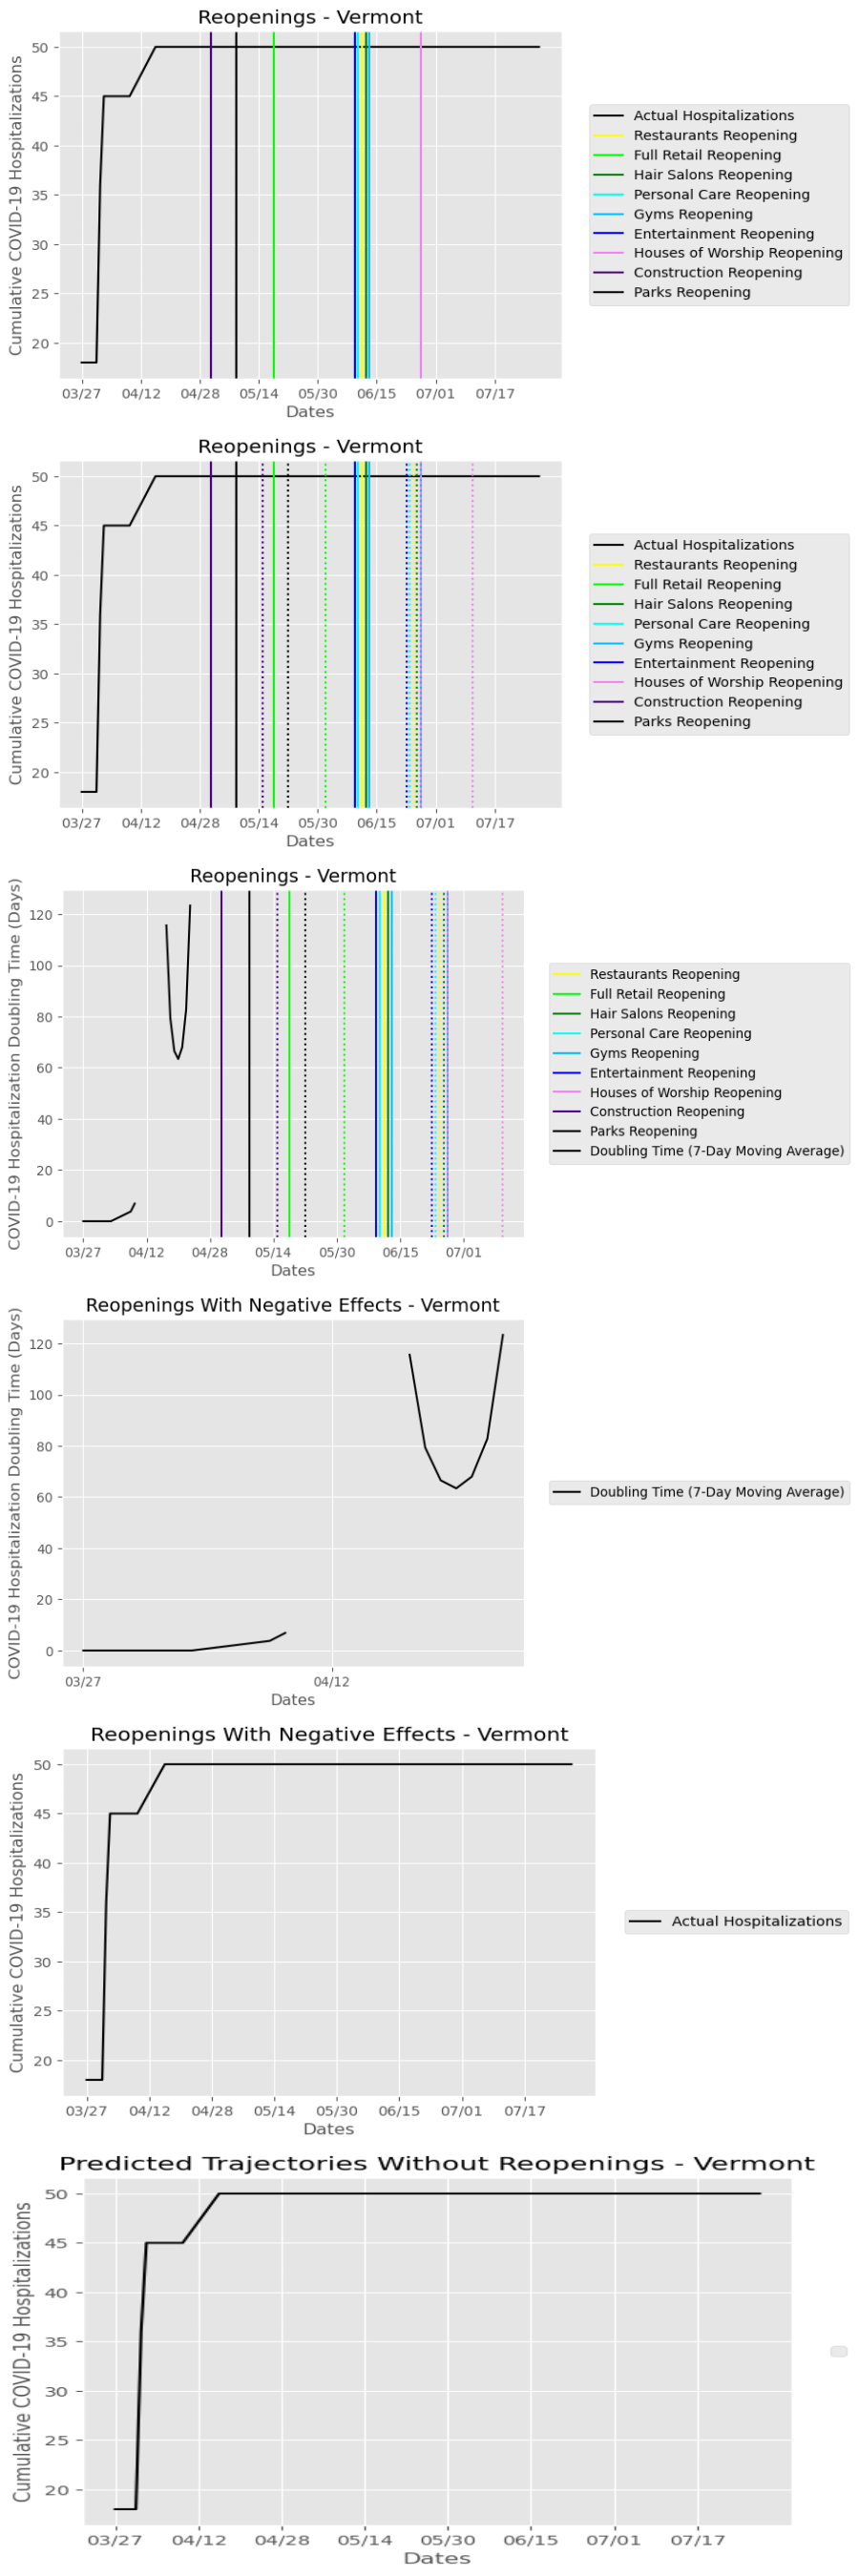 Reopenings - Vermont
Cumulative COVID-19 Hospitalizations
50
45
40
35
30
25
20
03/27 04/12 04/28 05/14 05/30 06/15 07/01 07/17
Dates
Actual Hospitalizations
Restaurants Reopening
Full Retail Reopening
Hair Salons Reopening
Personal Care Reopening
Gyms Reopening
Entertainment Reopening
Houses of Worship Reopening
Construction Reopening
Parks Reopening
Reopenings - Vermont
Cumulative COVID-19 Hospitalizations
50
45
40
35
30
25
20
03/27 04/12 04/28 05/14 05/30 06/15 07/01 07/17
Dates
Actual Hospitalizations
Restaurants Reopening
Full Retail Reopening
Hair Salons Reopening
Personal Care Reopening
Gyms Reopening
Entertainment Reopening
Houses of Worship Reopening
Construction Reopening
Parks Reopening
Reopenings - Vermont
COVID-19 Hospitalization Doubling Time (Days)
120
100
80
60
40
20
0
03/27 04/12 04/28 05/14 05/30 06/15 07/01
Dates
Restaurants Reopening
Full Retail Reopening
Hair Salons Reopening
Personal Care Reopening
Gyms Reopening
Entertainment Reopening
Houses of Worship Reopening
Construction Reopening
Parks Reopening
Doubling Time (7-Day Moving Average)
Reopenings With Negative Effects - Vermont
COVID-19 Hospitalization Doubling Time (Days)
120
100
80
60
40
20
0
03/27 04/12
Dates
Doubling Time (7-Day Moving Average)
Reopenings With Negative Effects - Vermont
Cumulative COVID-19 Hospitalizations
50
45
40
35
30
25
20
03/27 04/12 04/28 05/14 05/30 06/15 07/01 07/17
Dates
Actual Hospitalizations
Predicted Trajectories Without Reopenings - Vermont
Cumulative COVID-19 Hospitalizations
50
45
40
35
30
25
20
03/27 04/12 04/28 05/14 05/30 06/15 07/01 07/17
Dates